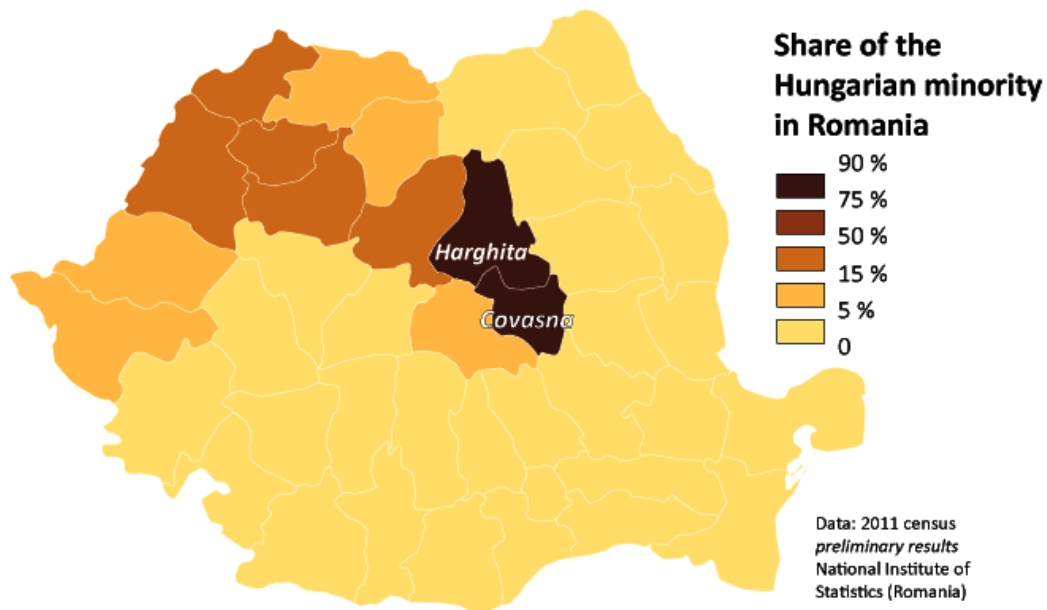 Share of the
Hungarian minority
in Romania
90 %
75 %
50 %
15 %
5 %
0
Harghita
Covasna
Data: 2011 census
preliminary results
National Institute of
Statistics (Romania)